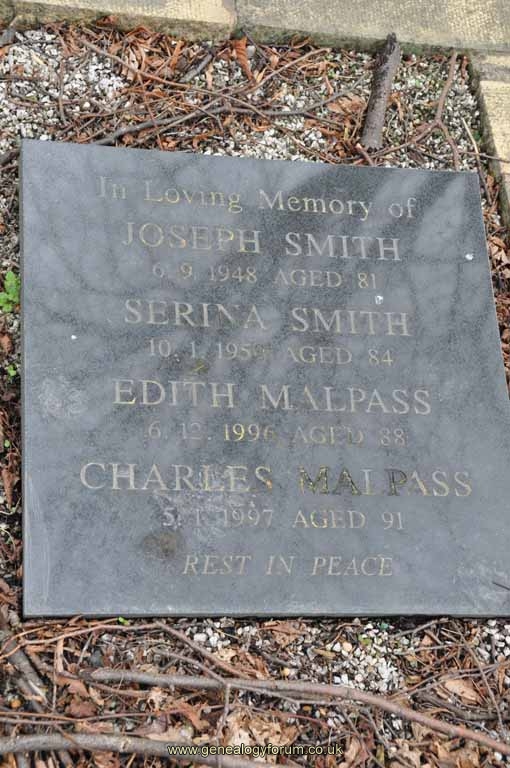 In Loving Memory of
JOSEPH SMITH
6.9.1948 AGED 81
SERINA SMITH
10.1.1959 AGED 84
EDITH MALPASS
6.12.1996 AGED 88
CHARLES MALPASS
5.1.1997 AGED 91
REST IN PEACE
www.genealogyforum.co.uk